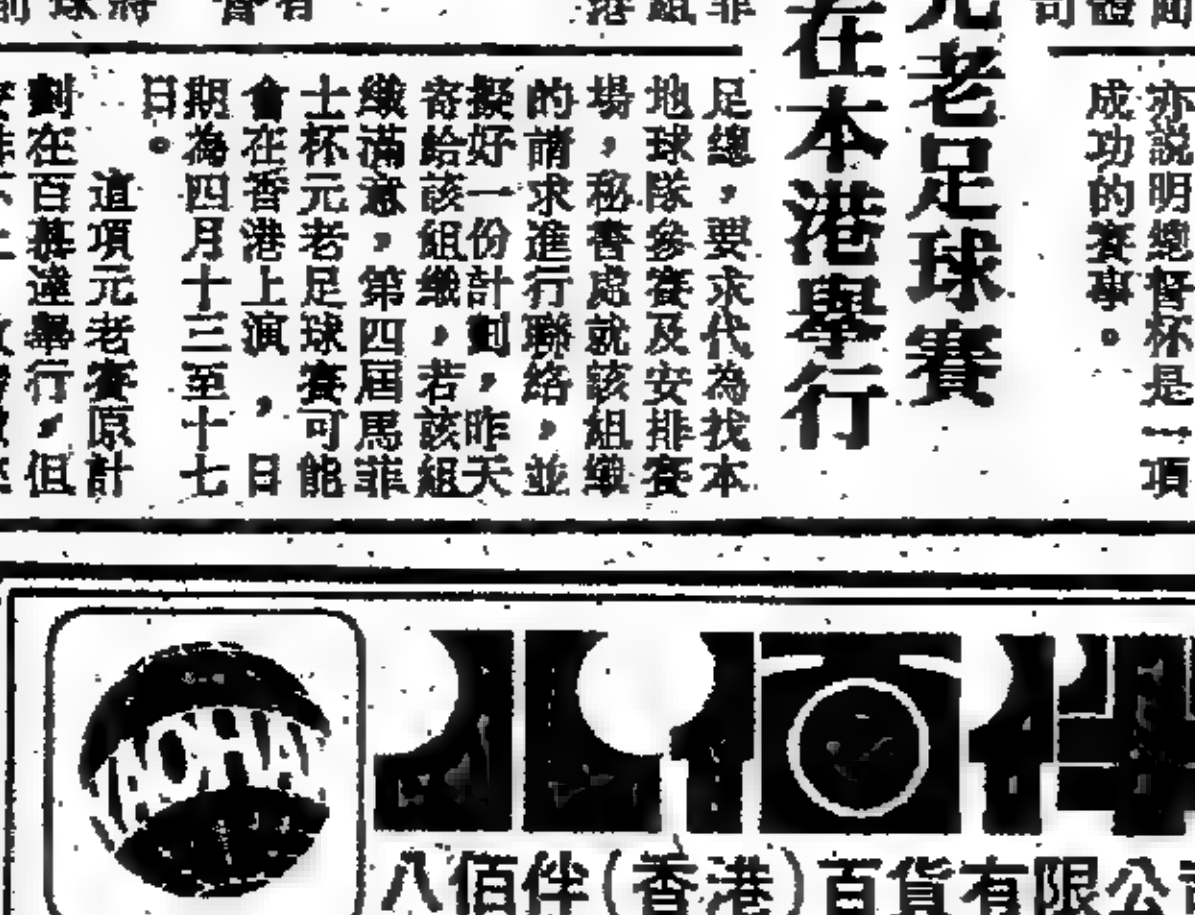 亦説明總督杯是一項
成功的賽事。
元老足球賽
在本港舉行
足總，要求代為找本
地球隊參賽及安排賽
場，秘書處就該組織
的請求進行聯絡，並
擬好一份計劃，昨天
寄給該組織，若該組
織滿意，第四屆馬菲
士杯元老足球賽可能
會在香港上演，日
期為四月十三至十七
日。
這項元老賽原計
劃在百慕達舉行，但
YAOHAN
八佰伴
八佰伴（香港）百貨有限公司